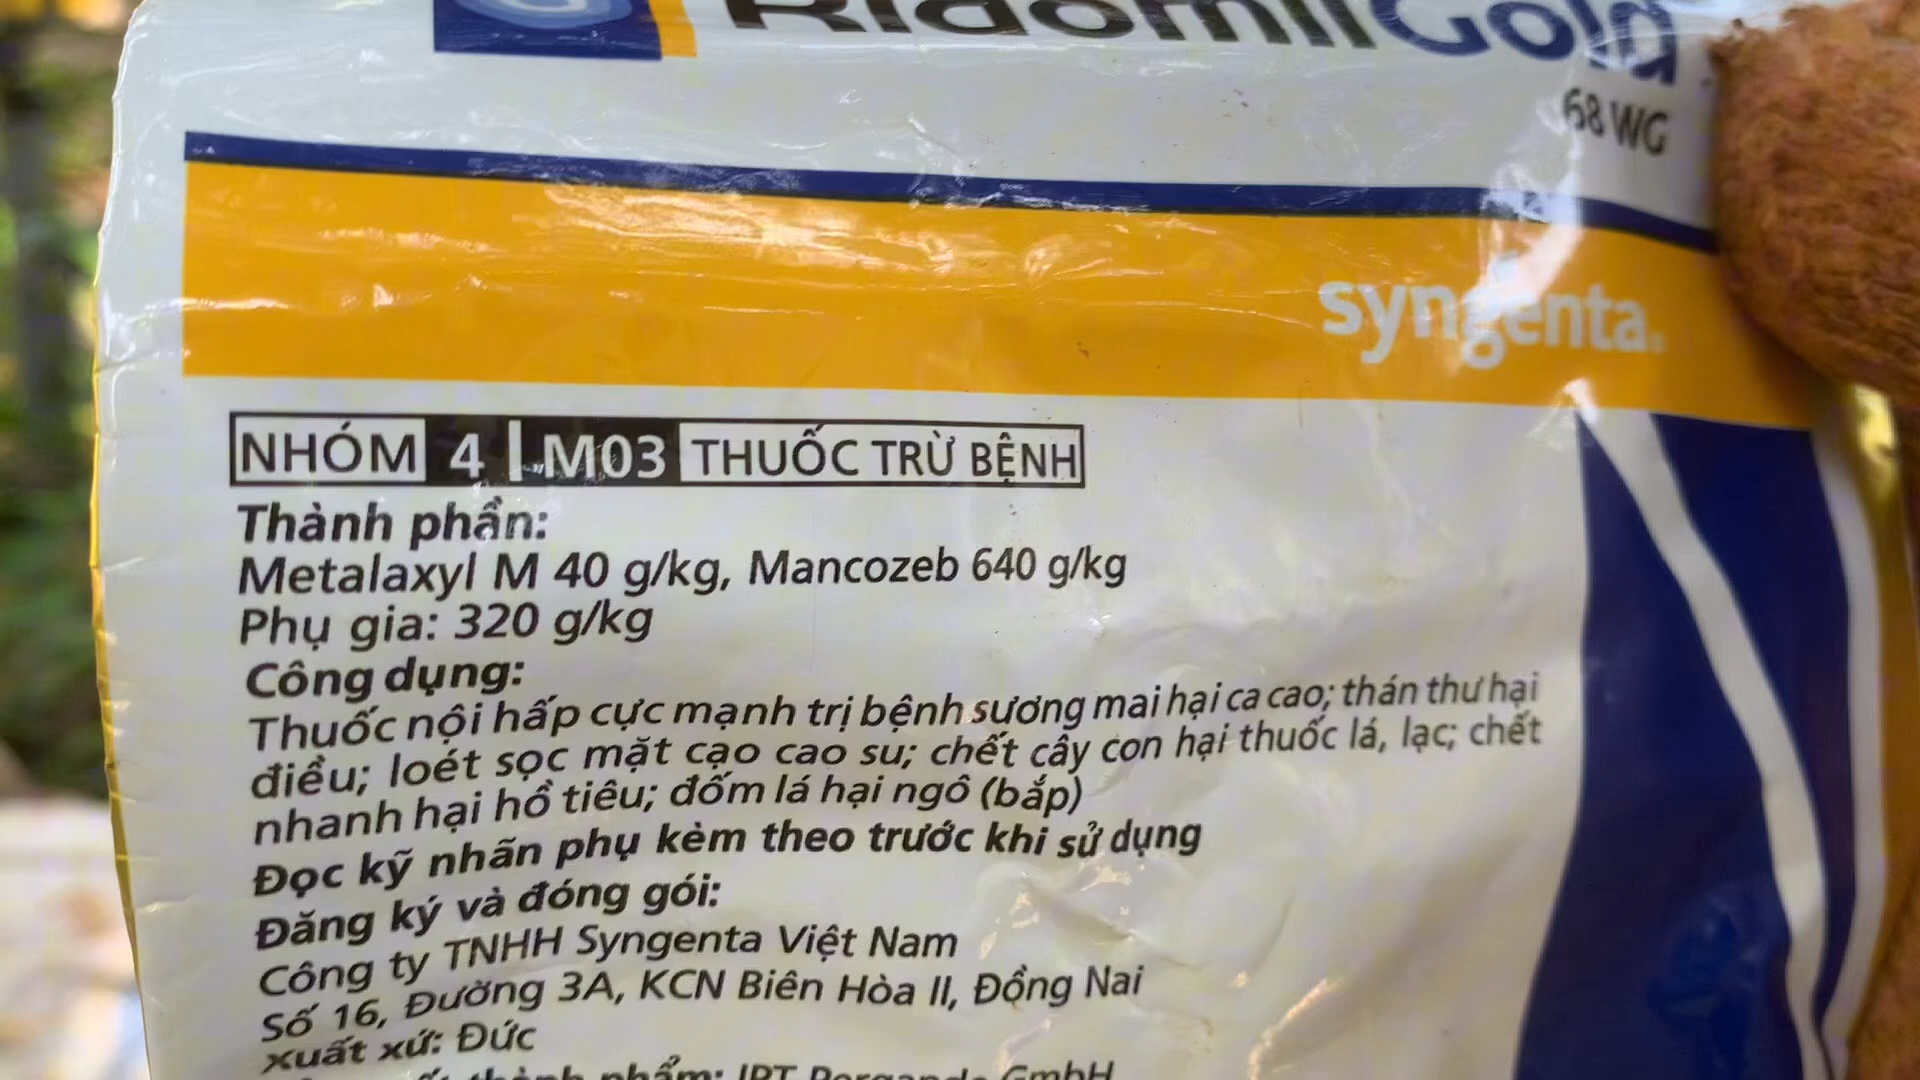 RidomilGold
68 WG
syngenta.
NHÓM 4 | M03 THUỐC TRỪ BỆNH
Thành phần:
Metalaxyl M 40 g/kg, Mancozeb 640 g/kg
Phụ gia: 320 g/kg
Công dụng:
Thuốc nội hấp cực mạnh trị bệnh sương mai hại ca cao; thán thư hại
điều; loét sọc mặt cạo cao su; chết cây con hại thuốc lá, lạc; chết
nhanh hại hồ tiêu; đốm lá hại ngô (bắp)
Đọc kỹ nhãn phụ kèm theo trước khi sử dụng
Đăng ký và đóng gói:
Công ty TNHH Syngenta Việt Nam
Số 16, Đường 3A, KCN Biên Hòa II, Đồng Nai
Xuất xứ: Đức
phẩm: IPT GmbH